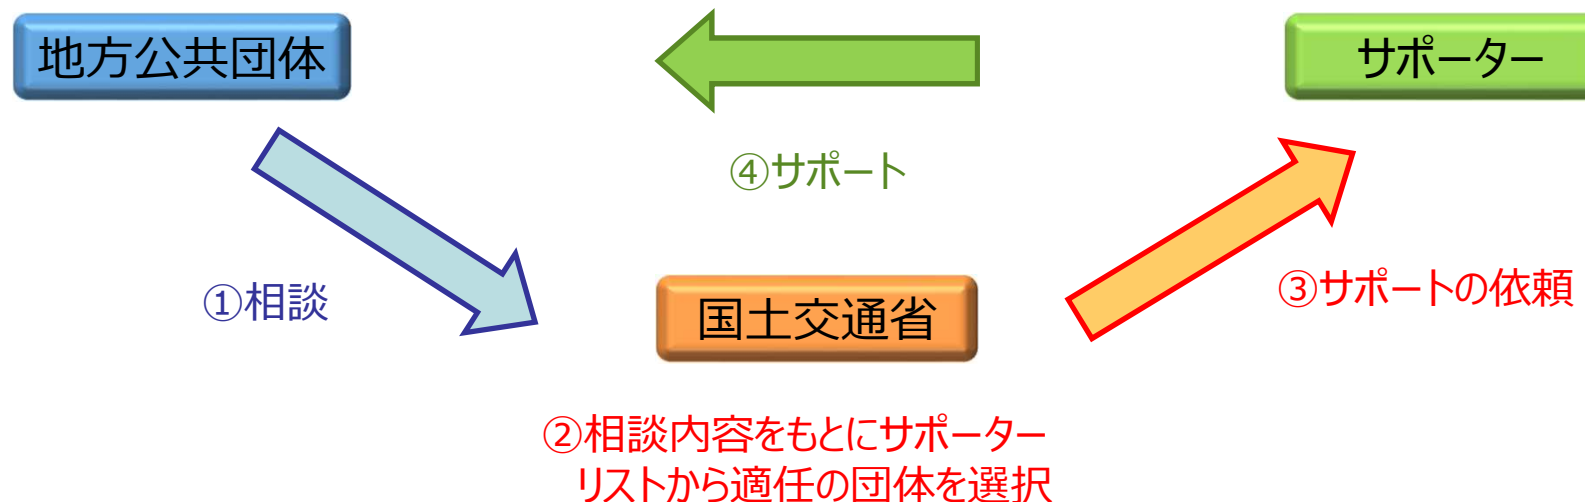 地方公共団体
サポーター
④サポート
①相談
国土交通省
③サポートの依頼
②相談内容をもとにサポーター
リストから適任の団体を選択